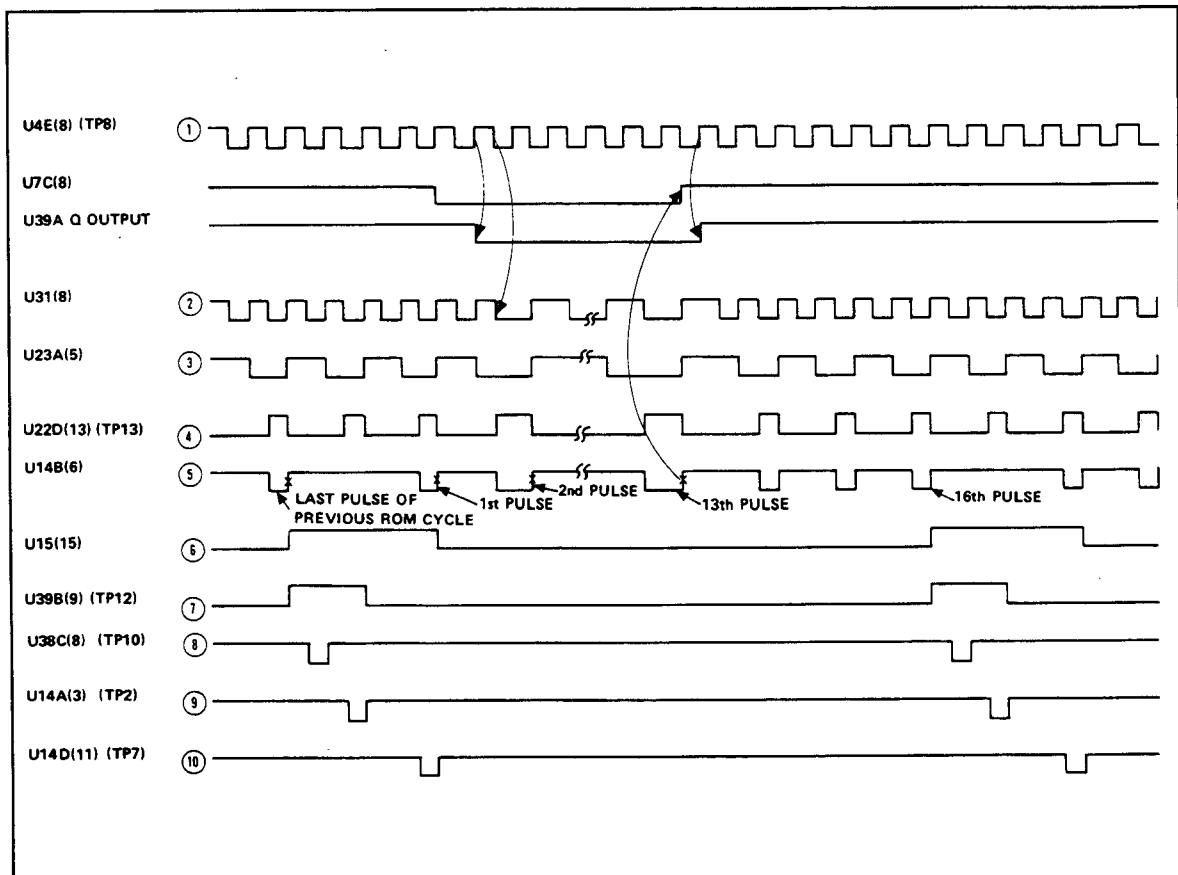 U4E(8) (TP8) 1
U7C(8)
U39A Q OUTPUT
U31(8) 2
U23A(5) 3
U22D(13) (TP13) 4
U14B(6) 5
LAST PULSE OF
PREVIOUS ROM CYCLE
1st PULSE
2nd PULSE
13th PULSE
16th PULSE
U15(15) 6
U39B(9) (TP12) 7
U38C(8) (TP10) 8
U14A(3) (TP2) 9
U14D(11) (TP7) 10